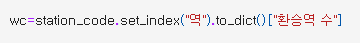 wc=station_code.set_index("역").to_dict()["환승역 수"]